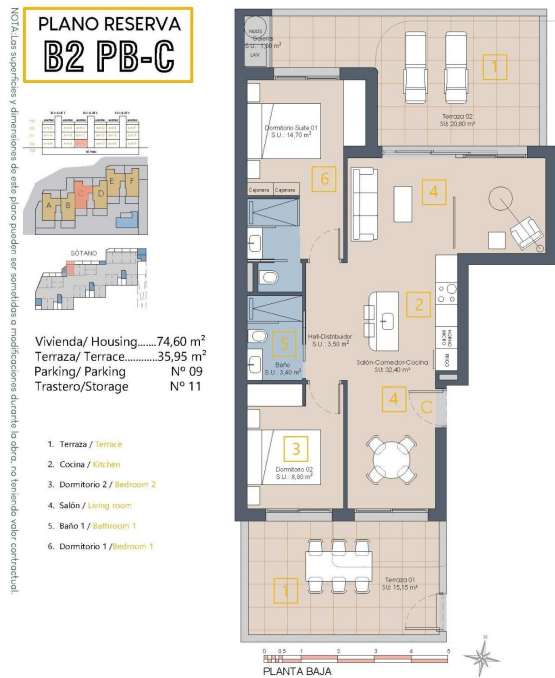 PLANO RESERVA
B2 PB-C
NOTA:Las superficies y dimensiones de este plano pueden ser sometidas a modificaciones durante la obra, no teniendo valor contractual.
A
B
C
D
E
F
SÓTANO
Vivienda/ Housing.......74,60 m²
Terraza/ Terrace............35,95 m²
Parking/ Parking Nº 09
Trastero/Storage Nº 11
1. Terraza / Terrace
2. Cocina / Kitchen
3. Dormitorio 2 / Bedroom 2
4. Salón / Living room
5. Baño 1 / Bathroom 1
6. Dormitorio 1 /Bedroom 1
Galería
LAV.
1
Terraza 02
SU: 20,80 m²
Dormitorio Suite 01
S.U.: 14,70 m²
6
Cajonera Cajonera
4
2
HORNO
MICRO
FRIGO
Hall-Distribuidor
S.U.: 3,50 m²
5
Baño
S.U.: 3,40 m²
Salón-Comedor-Cocina
SU: 32,40 m²
4
C
3
Dormitorio 02
S.U.: 8,80 m²
1
Terraza 01
SU: 15,15 m²
0 0.5 1 2 3 4 5
PLANTA BAJA
N